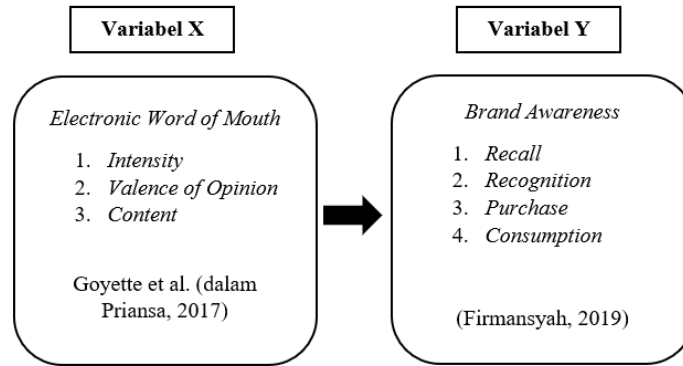 Variabel X
Electronic Word of Mouth
1. Intensity
2. Valence of Opinion
3. Content
Goyette et al. (dalam
Priansa, 2017)
Variabel Y
Brand Awareness
1. Recall
2. Recognition
3. Purchase
4. Consumption
(Firmansyah, 2019)